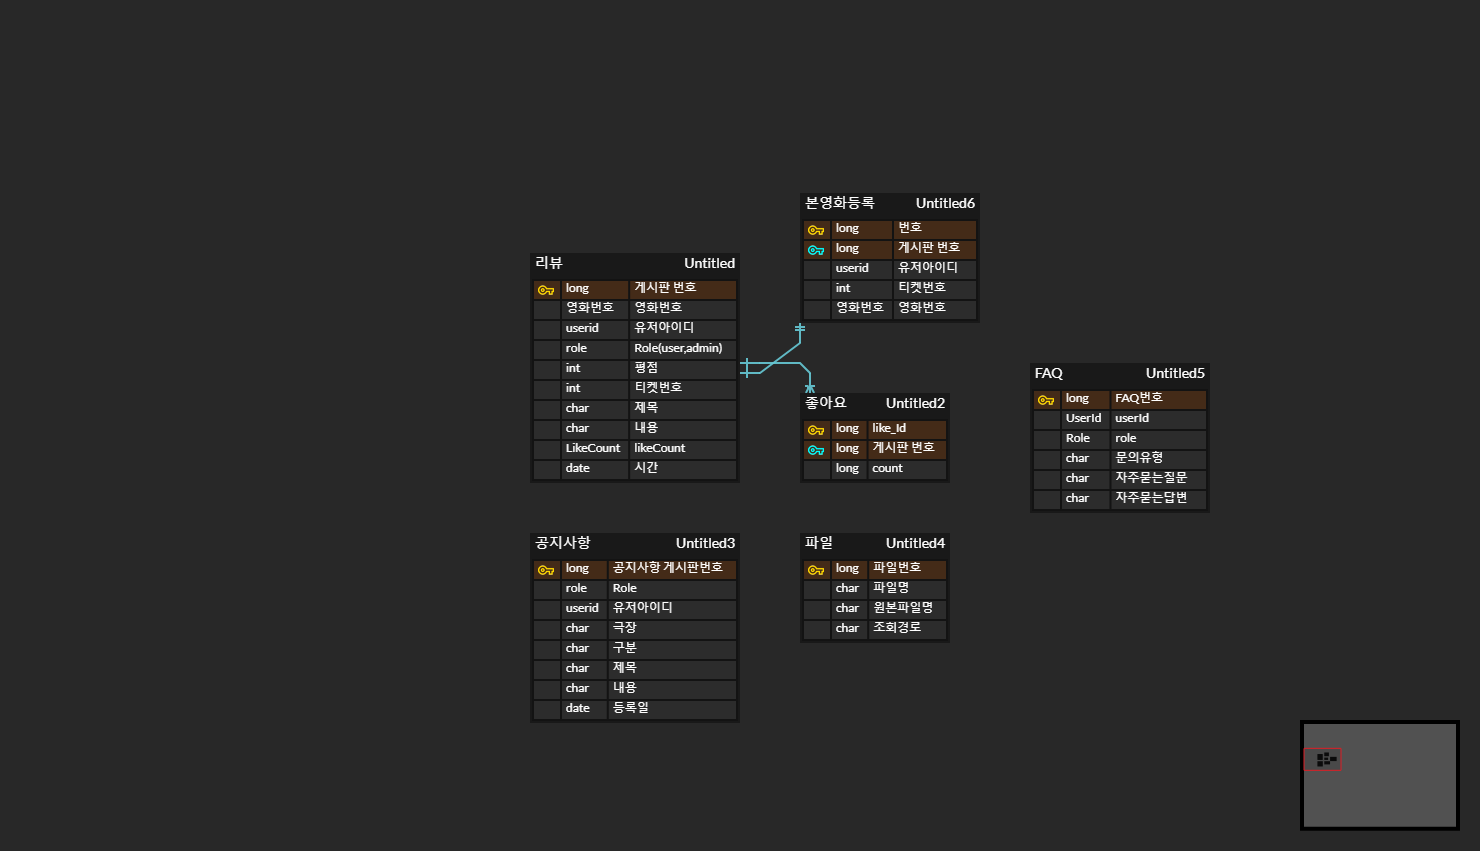 본영화등록 Untitled6
long 번호
long 게시판 번호
userid 유저아이디
int 티켓번호
영화번호 영화번호
리뷰 Untitled
long 게시판 번호
영화번호 영화번호
userid 유저아이디
role Role(user,admin)
int 평점
int 티켓번호
char 제목
char 내용
LikeCount likeCount
date 시간
좋아요 Untitled2
long like_Id
long 게시판 번호
long count
FAQ Untitled5
long FAQ번호
UserId userId
Role role
char 문의유형
char 자주묻는질문
char 자주묻는답변
공지사항 Untitled3
long 공지사항 게시판번호
role Role
userid 유저아이디
char 극장
char 구분
char 제목
char 내용
date 등록일
파일 Untitled4
long 파일번호
char 파일명
char 원본파일명
char 조회경로